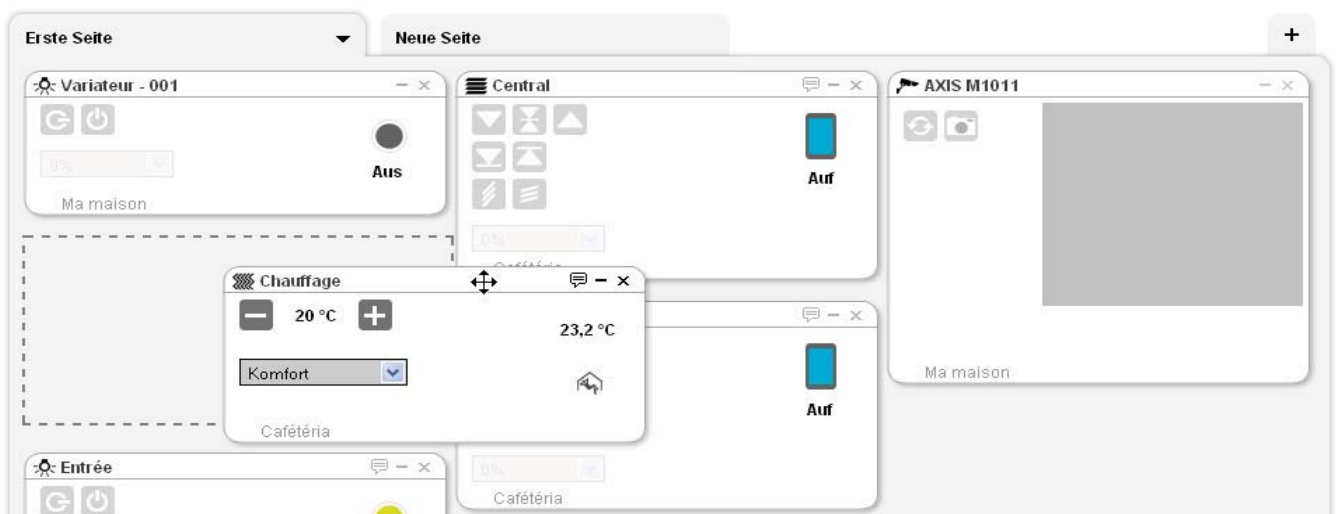 Erste Seite
Neue Seite
+
Variateur - 001
0%
Aus
Ma maison
Central
Auf
0%
Cafétéria
AXIS M1011
Ma maison
Chauffage
20 °C
23,2 °C
Komfort
Cafétéria
Auf
0%
Cafétéria
Entrée